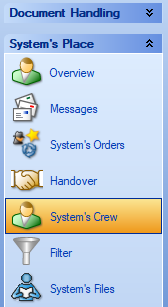 Document Handling
System's Place
Overview
Messages
System's Orders
Handover
System's Crew
Filter
System's Files